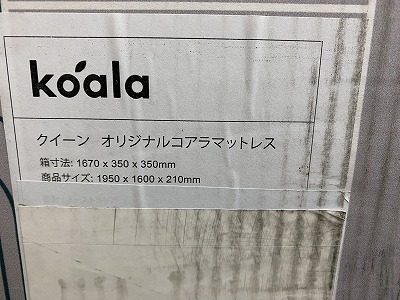 koala
クイーン オリジナルコアラマットレス
箱寸法: 1670 x 350 x 350mm
商品サイズ: 1950 x 1600 x 210mm